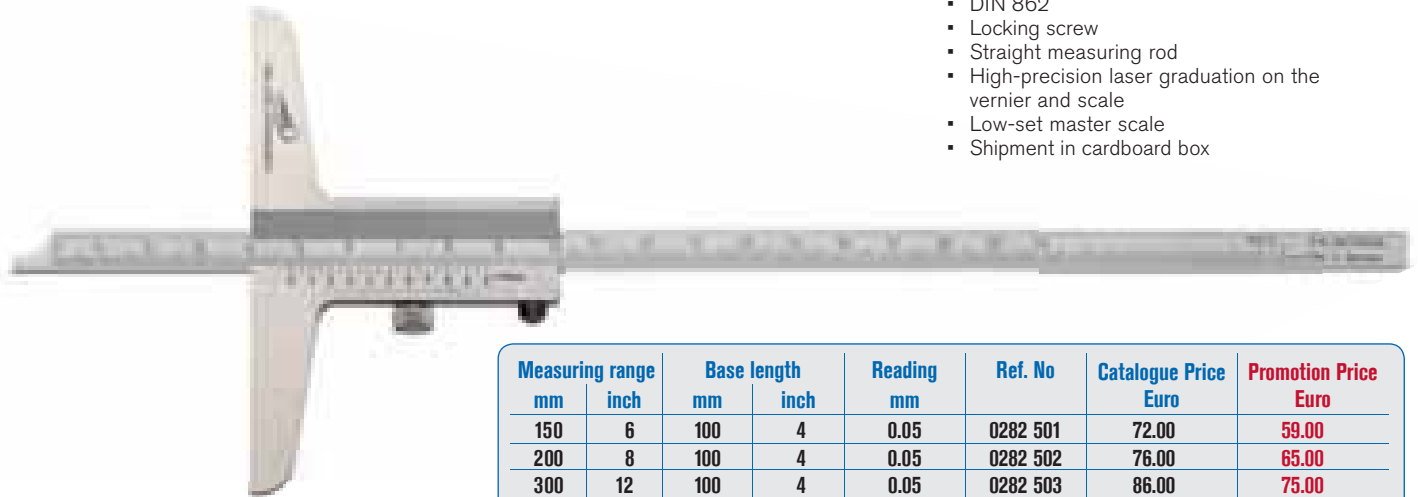 ▪ DIN 862
▪ Locking screw
▪ Straight measuring rod
▪ High-precision laser graduation on the
vernier and scale
▪ Low-set master scale
▪ Shipment in cardboard box
Measuring range Base length Reading Ref. No Catalogue Price Promotion Price
mm inch mm inch mm Euro Euro
150 6 100 4 0.05 0282 501 72.00 59.00
200 8 100 4 0.05 0282 502 76.00 65.00
300 12 100 4 0.05 0282 503 86.00 75.00